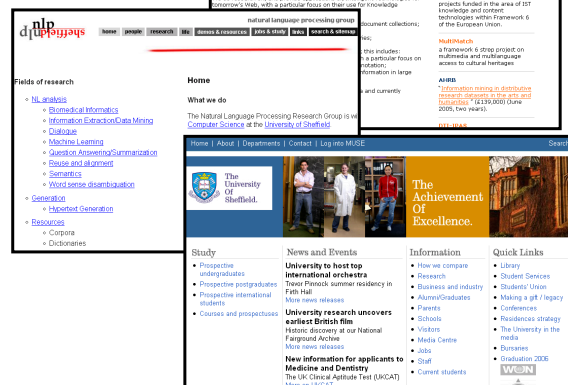 tomorrow's Web, with a particular focus on their use for Knowledge
document collections;
this includes:
a particular focus on
notation;
nformation in large
and currently
projects funded in the area of IST
knowledge and content
technologies within Framework 6
of the European Union.
MultiMatch
a framework 6 strep project on
multimedia and multilanguage
access to cultural heritages
AHRB
"Information mining in distributive
research datasets in the arts and
humanities " (£139,000) (June
2005, two years).
nlp
natural language processing group
home people research life demos & resources jobs & study links search & sitemap
Fields of research
NL analysis
Biomedical Informatics
Information Extraction/Data Mining
Dialogue
Machine Learning
Question Answering/Summarization
Reuse and alignment
Semantics
Word sense disambiguation
Generation
Hypertext Generation
Resources
Corpora
Dictionaries
Home
What we do
The Natural Language Processing Research Group is wi
Computer Science at the University of Sheffield.
Home | About | Departments | Contact | Log into MUSE
Search
The
University
Of
Sheffield.
The
Achievement
Of
Excellence.
Study
Prospective
undergraduates
Prospective postgraduates
Prospective international
students
Courses and prospectuses
News and Events
University to host top
international orchestra
Trevor Pinnock summer residency in
Firth Hall
More news releases
University research uncovers
earliest British film
Historic discovery at our National
Fairground Archive
More news releases
New information for applicants to
Medicine and Dentistry
The UK Clinical Aptitude Test (UKCAT)
More on UKCAT
Information
How we compare
Research
Business and industry
Alumni/Graduates
Parents
Schools
Visitors
Media Centre
Jobs
Staff
Current students
Quick Links
Library
Student Services
Students' Union
Making a gift / legacy
Conferences
Residences strategy
The University in the
media
Bursaries
Graduation 2006
WUN